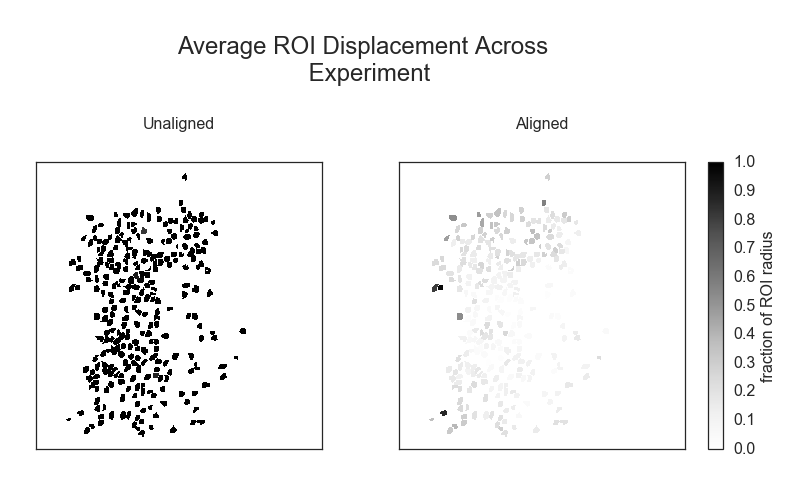 Average ROI Displacement Across
Experiment
Unaligned
Aligned
1.0
0.9
0.8
0.7
0.6
0.5
0.4
0.3
0.2
0.1
0.0
fraction of ROI radius